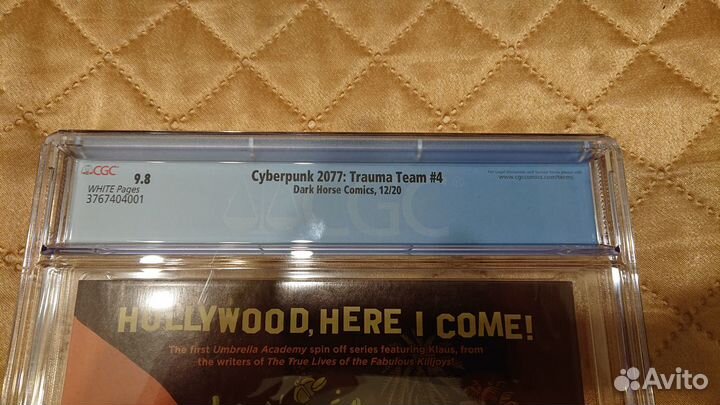 CGC
9.8
WHITE Pages
3767404001
Cyberpunk 2077: Trauma Team #4
Dark Horse Comics, 12/20
www.cgccomics.com/terms
CGC
HOLLYWOOD, HERE I COME!
The first Umbrella Academy spin off series featuring Klaus, from
the writers of The True Lives of the Fabulous Killjoys!
Avito